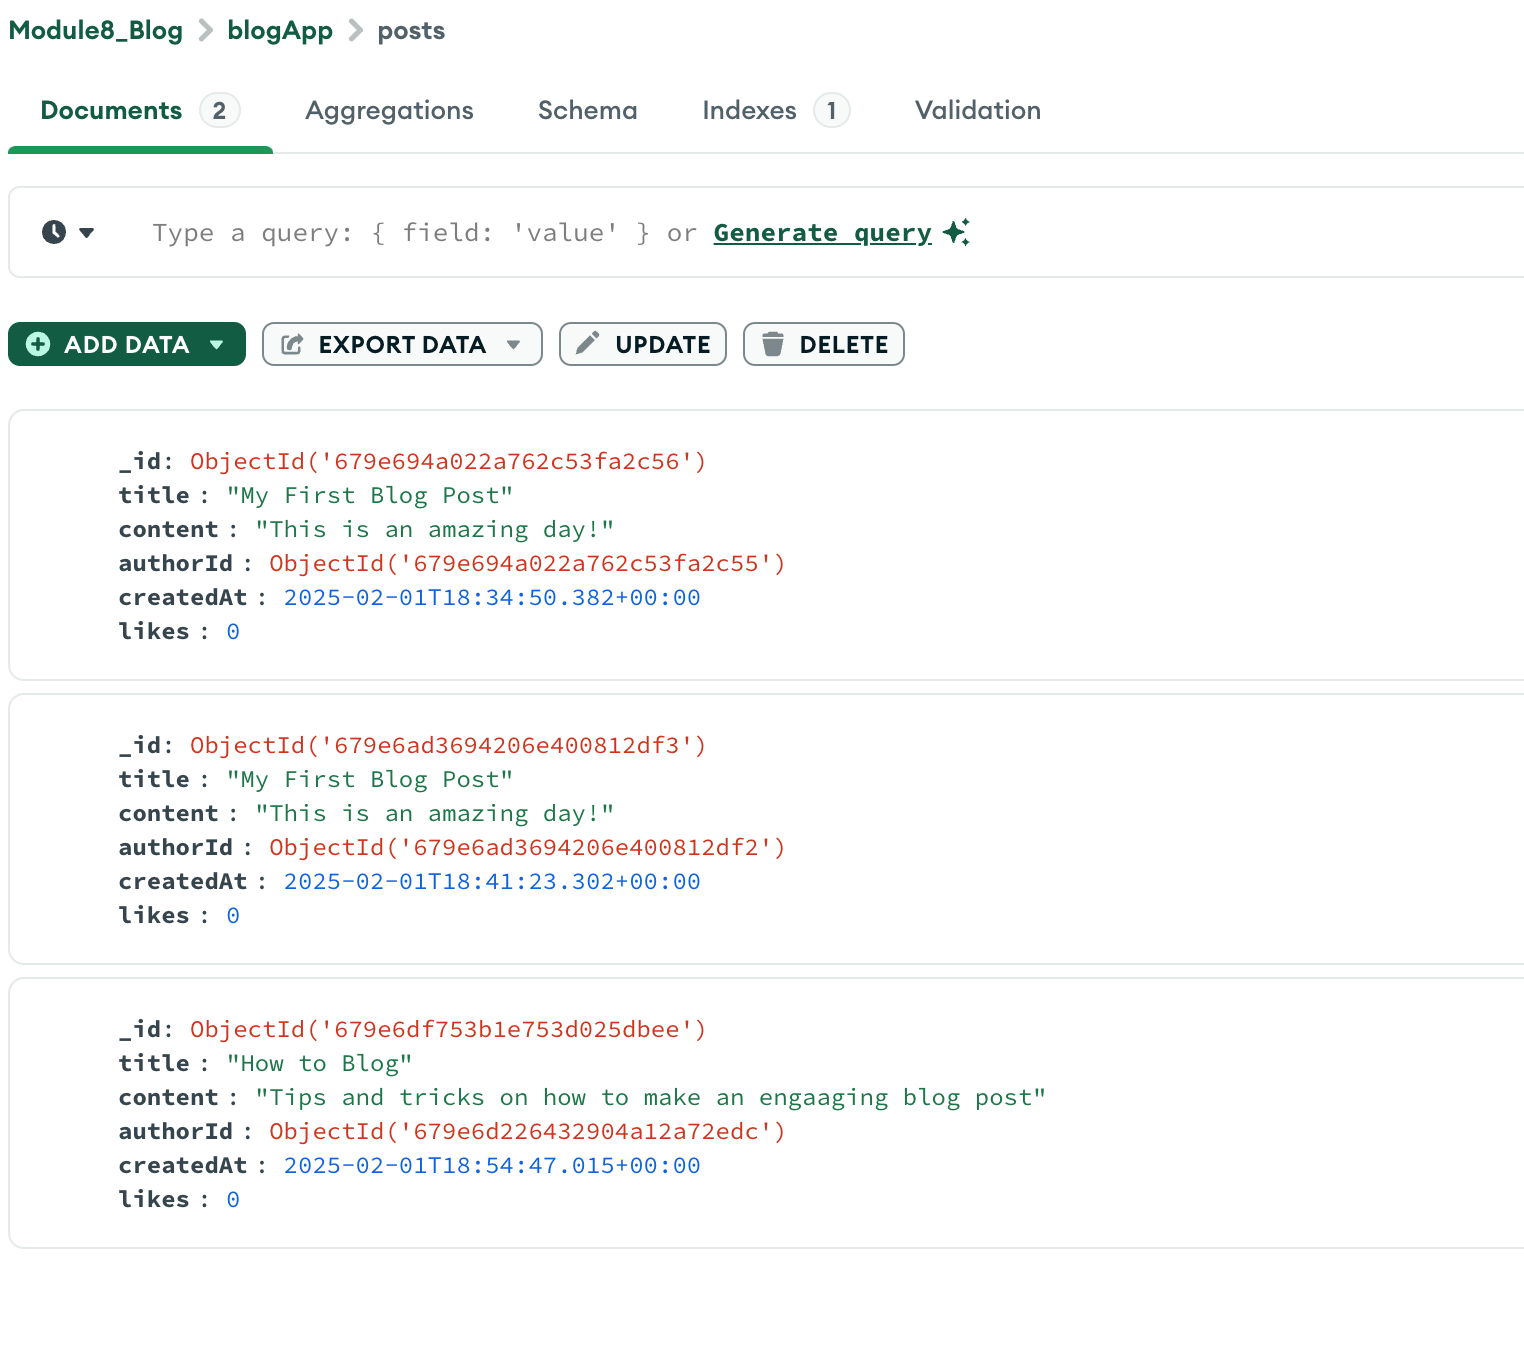 Module8_Blog > blogApp > posts
Documents 2 Aggregations Schema Indexes 1 Validation
Type a query: { field: 'value' } or Generate query
ADD DATA EXPORT DATA UPDATE DELETE
_id: ObjectId('679e694a022a762c53fa2c56')
title : "My First Blog Post"
content : "This is an amazing day!"
authorId : ObjectId('679e694a022a762c53fa2c55')
createdAt : 2025-02-01T18:34:50.382+00:00
likes : 0
_id: ObjectId('679e6ad3694206e400812df3')
title : "My First Blog Post"
content : "This is an amazing day!"
authorId : ObjectId('679e6ad3694206e400812df2')
createdAt : 2025-02-01T18:41:23.302+00:00
likes : 0
_id: ObjectId('679e6df753b1e753d025dbee')
title : "How to Blog"
content : "Tips and tricks on how to make an engaaging blog post"
authorId : ObjectId('679e6d226432904a12a72edc')
createdAt : 2025-02-01T18:54:47.015+00:00
likes : 0